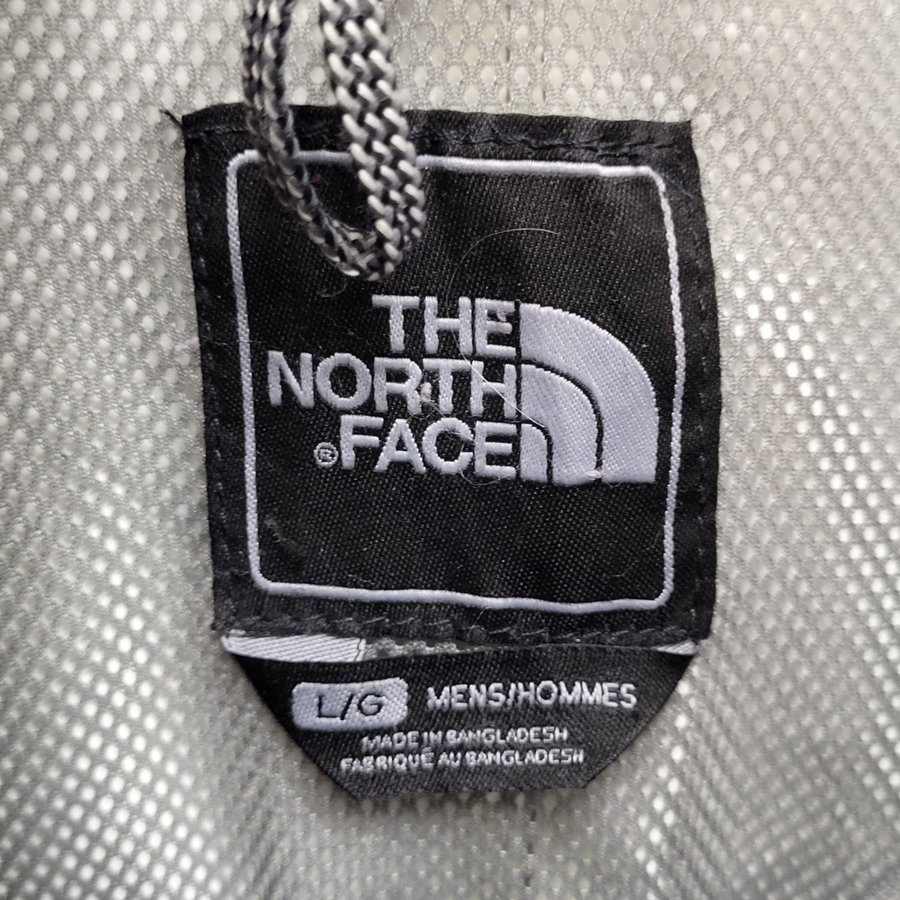 THE
NORTH
®FACE
L/G MENS/HOMMES
MADE IN BANGLADESH
FABRIQUÉ AU BANGLADESH